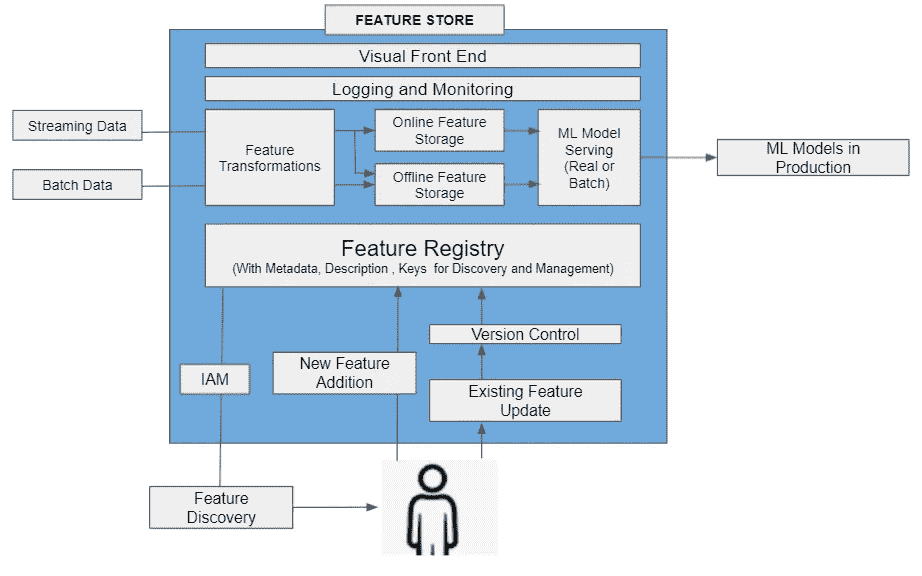 FEATURE STORE
Visual Front End
Logging and Monitoring
Streaming Data
Batch Data
Feature
Transformations
Online Feature
Storage
Offline Feature
Storage
ML Model
Serving
(Real or
Batch)
ML Models in
Production
Feature Registry
(With Metadata, Description , Keys for Discovery and Management)
Version Control
IAM
New Feature
Addition
Existing Feature
Update
Feature
Discovery